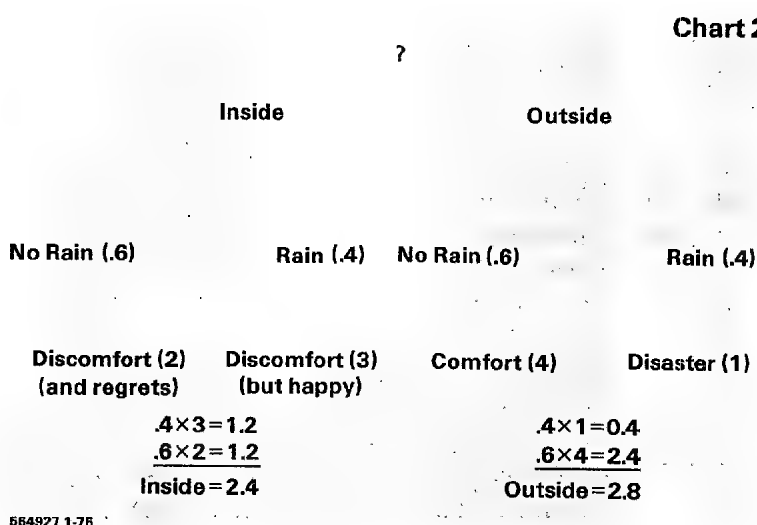 Chart 2
?
Inside Outside
No Rain (.6) Rain (.4) No Rain (.6) Rain (.4)
Discomfort (2) Discomfort (3) Comfort (4) Disaster (1)
(and regrets) (but happy)
.4×3=1.2 .4×1=0.4
.6×2=1.2 .6×4=2.4
Inside=2.4 Outside=2.8
564927 1-76